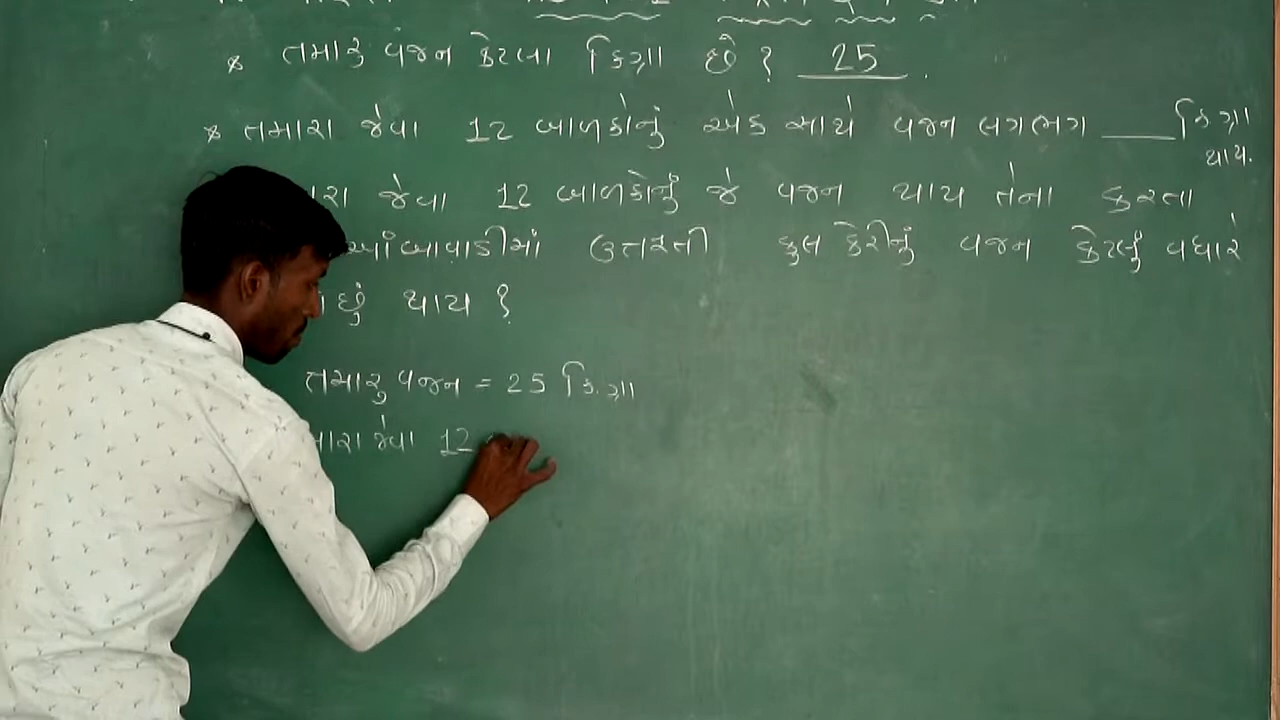 * તમારું વજન કેટલા કિગ્રા છે ? 25 .
* તમારા જેવા 12 બાળકોનું એક સાથે વજન લગભગ ____ કિગ્રા
થાય.
જેવા 12 બાળકોનું જે વજન થાય તેના કરતા
આંબાવાડીમાં ઉતરતી કુલ કેરીનું વજન કેટલું વધારે
થાય ?
તમારુ વજન = 25 કિ.ગ્રા
જેવા 12